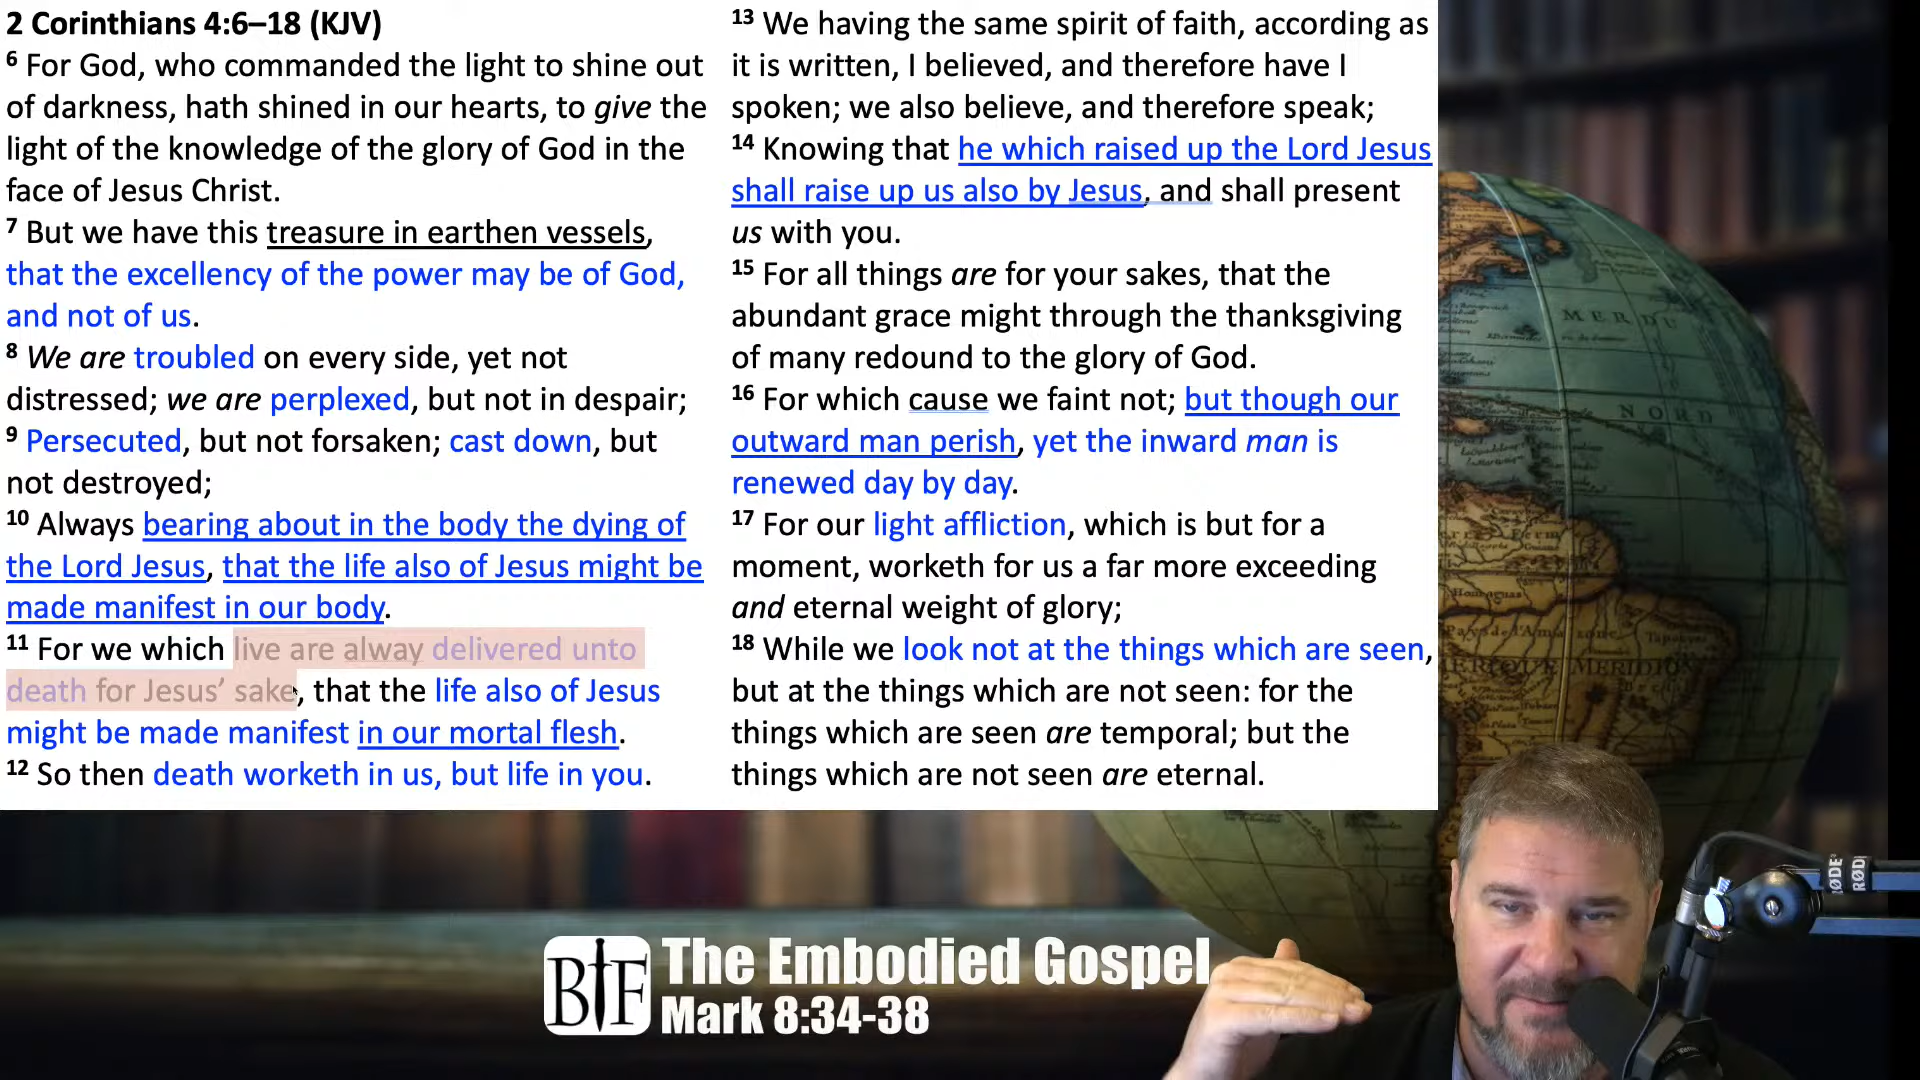 2 Corinthians 4:6–18 (KJV)
6 For God, who commanded the light to shine out
of darkness, hath shined in our hearts, to give the
light of the knowledge of the glory of God in the
face of Jesus Christ.
7 But we have this treasure in earthen vessels,
that the excellency of the power may be of God,
and not of us.
8 We are troubled on every side, yet not
distressed; we are perplexed, but not in despair;
9 Persecuted, but not forsaken; cast down, but
not destroyed;
10 Always bearing about in the body the dying of
the Lord Jesus, that the life also of Jesus might be
made manifest in our body.
11 For we which live are alway delivered unto
death for Jesus’ sake, that the life also of Jesus
might be made manifest in our mortal flesh.
12 So then death worketh in us, but life in you.
13 We having the same spirit of faith, according as
it is written, I believed, and therefore have I
spoken; we also believe, and therefore speak;
14 Knowing that he which raised up the Lord Jesus
shall raise up us also by Jesus, and shall present
us with you.
15 For all things are for your sakes, that the
abundant grace might through the thanksgiving
of many redound to the glory of God.
16 For which cause we faint not; but though our
outward man perish, yet the inward man is
renewed day by day.
17 For our light affliction, which is but for a
moment, worketh for us a far more exceeding
and eternal weight of glory;
18 While we look not at the things which are seen,
but at the things which are not seen: for the
things which are seen are temporal; but the
things which are not seen are eternal.
MERDU
NORD
MERIDIE
RØDE
RØD
BTF
The Embodied Gospel
Mark 8:34-38